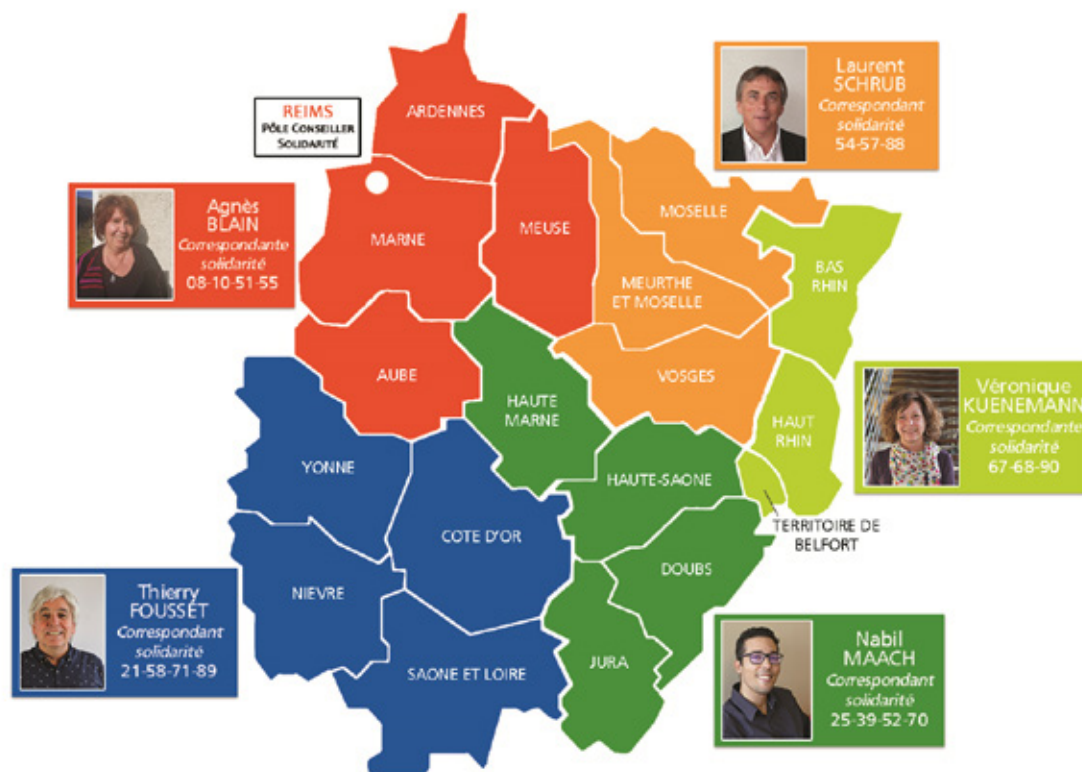 Laurent
SCHRUB
Correspondant
solidarité
54-57-88
REIMS
PÔLE CONSEILLER
SOLIDARITÉ
ARDENNES
Agnès
BLAIN
Correspondante
solidarité
08-10-51-55
MARNE
MEUSE
MOSELLE
MEURTHE
ET MOSELLE
BAS
RHIN
AUBE
HAUTE
MARNE
VOSGES
HAUT
RHIN
Véronique
KUENEMANN
Correspondante
solidarité
67-68-90
YONNE
HAUTE-SAONE
TERRITOIRE DE
BELFORT
COTE D'OR
DOUBS
NIEVRE
Thierry
FOUSSET
Correspondant
solidarité
21-58-71-89
SAONE ET LOIRE
JURA
Nabil
MAACH
Correspondant
solidarité
25-39-52-70